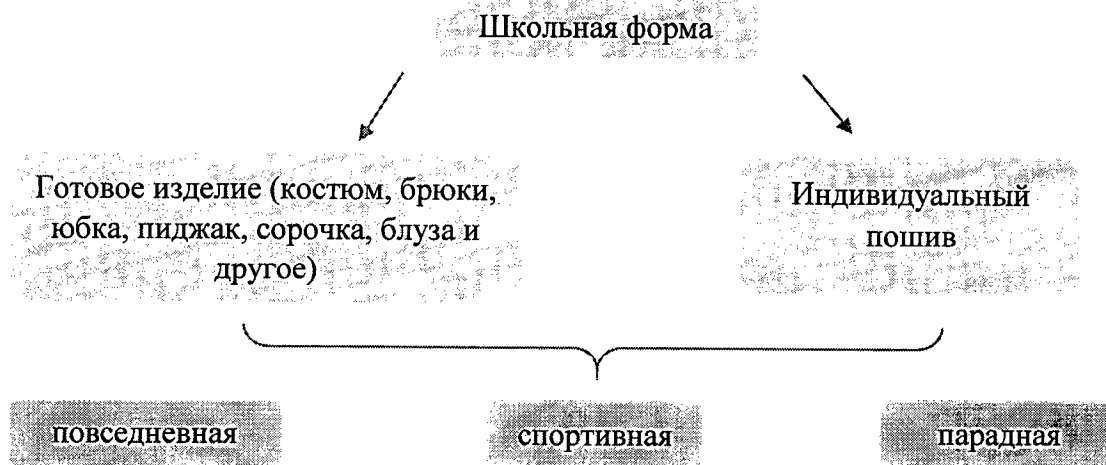 Школьная форма
Готовое изделие (костюм, брюки,
юбка, пиджак, сорочка, блуза и
другое)
Индивидуальный
пошив
повседневная
спортивная
парадная